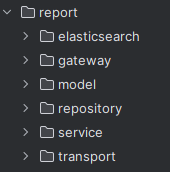 report
elasticsearch
gateway
model
repository
service
transport